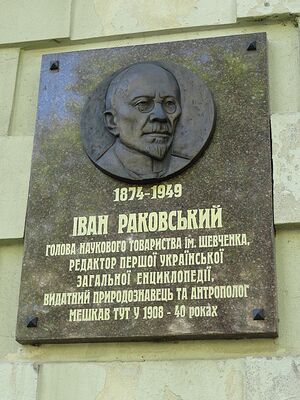 1874-1949
ІВАН РАКОВСЬКИЙ
ГОЛОВА НАУКОВОГО ТОВАРИСТВА ІМ. ШЕВЧЕНКА,
РЕДАКТОР ПЕРШОЇ УКРАЇНСЬКОЇ
ЗАГАЛЬНОЇ ЕНЦИКЛОПЕДІЇ,
ВИДАТНИЙ ПРИРОДОЗНАВЕЦЬ ТА АНТРОПОЛОГ
МЕШКАВ ТУТ У 1908 - 40 РОКАХ